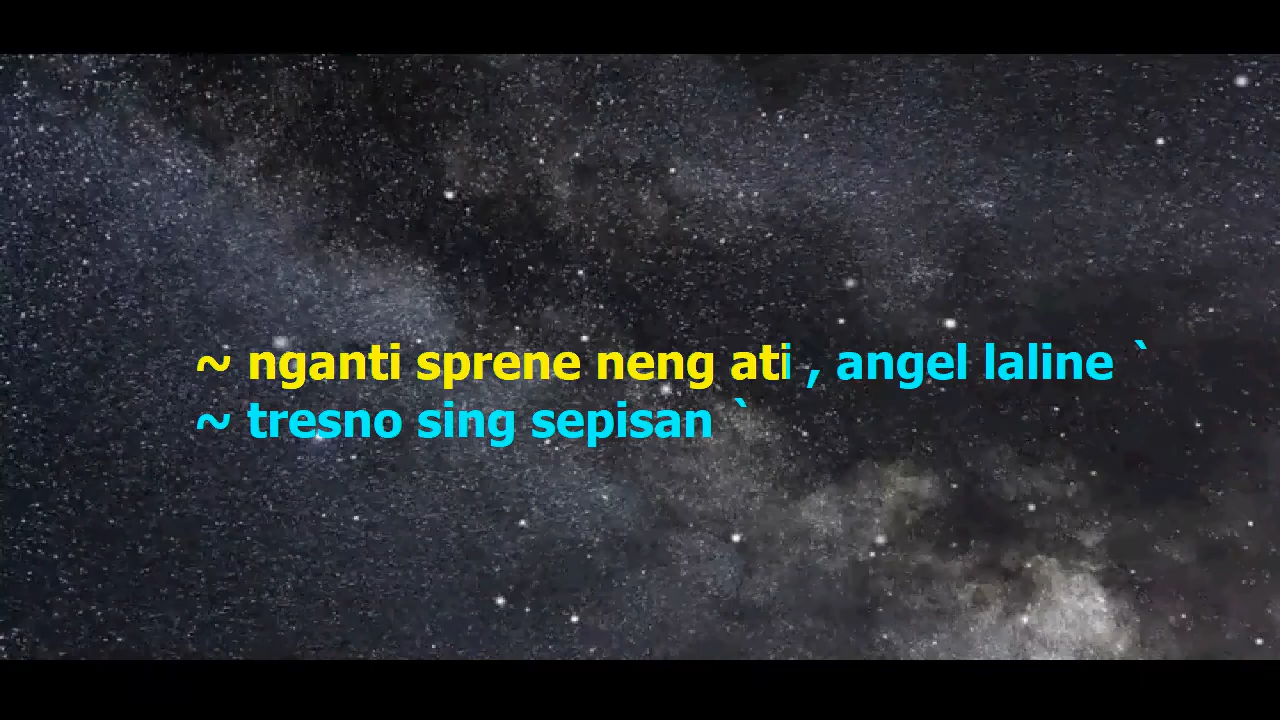 ~ nganti sprene neng ati , angel laline `
~ tresno sing sepisan `